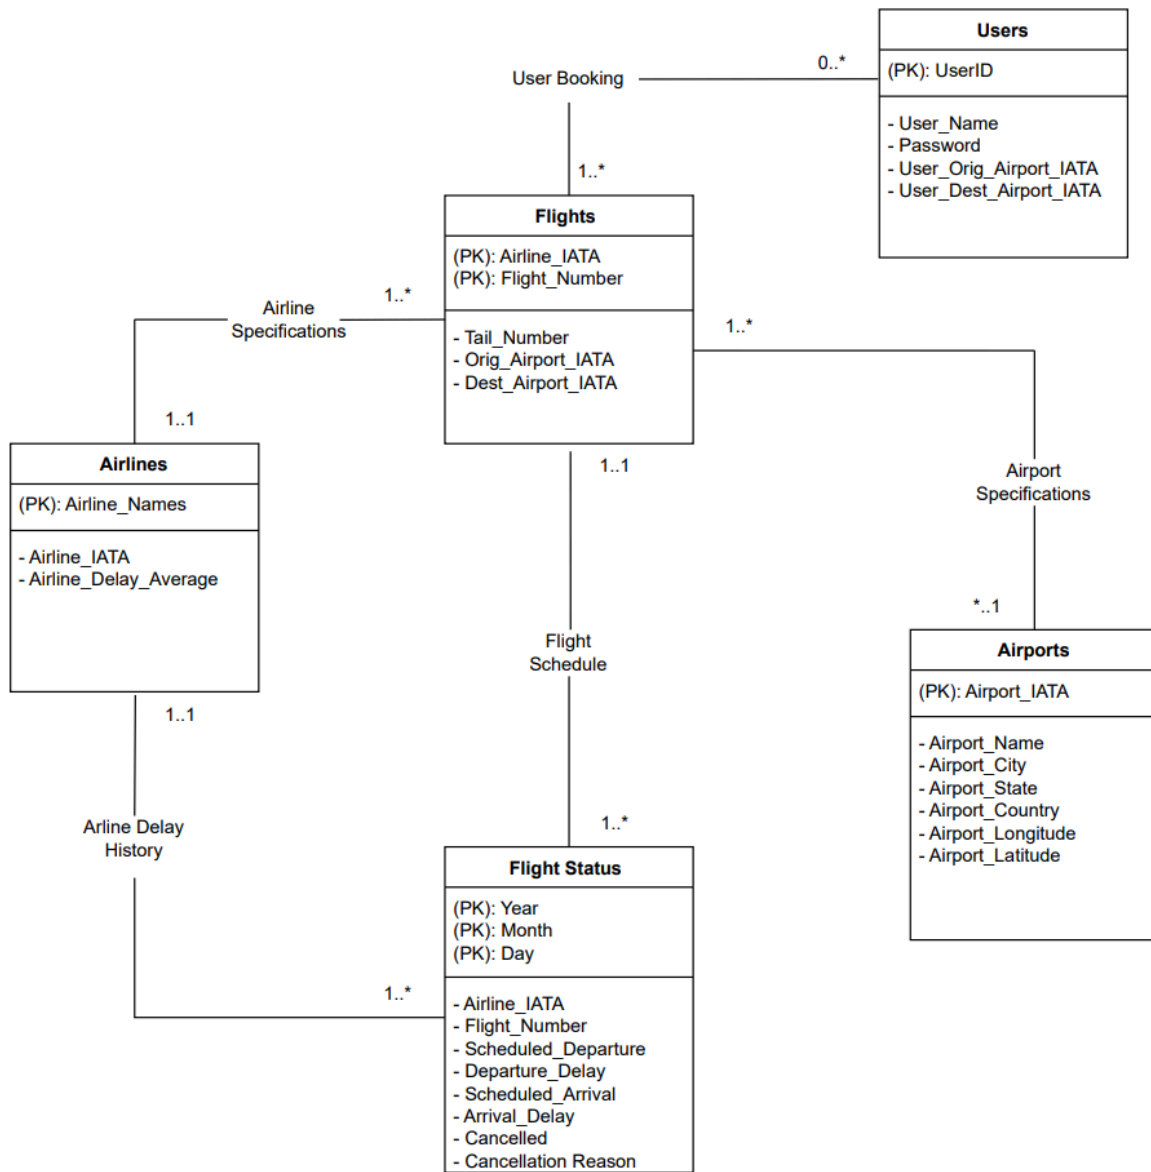 Users
(PK): UserID
- User_Name
- Password
- User_Orig_Airport_IATA
- User_Dest_Airport_IATA
0..*
User Booking
1..*
Flights
(PK): Airline_IATA
(PK): Flight_Number
- Tail_Number
- Orig_Airport_IATA
- Dest_Airport_IATA
1..*
Airline
Specifications
1..1
1..*
Airport
Specifications
*..1
Airlines
(PK): Airline_Names
- Airline_IATA
- Airline_Delay_Average
1..1
Arline Delay
History
1..*
1..1
Flight
Schedule
1..*
Airports
(PK): Airport_IATA
- Airport_Name
- Airport_City
- Airport_State
- Airport_Country
- Airport_Longitude
- Airport_Latitude
Flight Status
(PK): Year
(PK): Month
(PK): Day
- Airline_IATA
- Flight_Number
- Scheduled_Departure
- Departure_Delay
- Scheduled_Arrival
- Arrival_Delay
- Cancelled
- Cancellation Reason